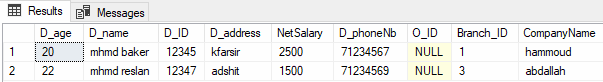 Results Messages
D_age D_name D_ID D_address NetSalary D_phoneNb O_ID Branch_ID CompanyName
1 20 mhmd baker 12345 kfarsir 2500 71234567 NULL 1 hammoud
2 22 mhmd reslan 12347 adshit 1500 71234569 NULL 3 abdallah